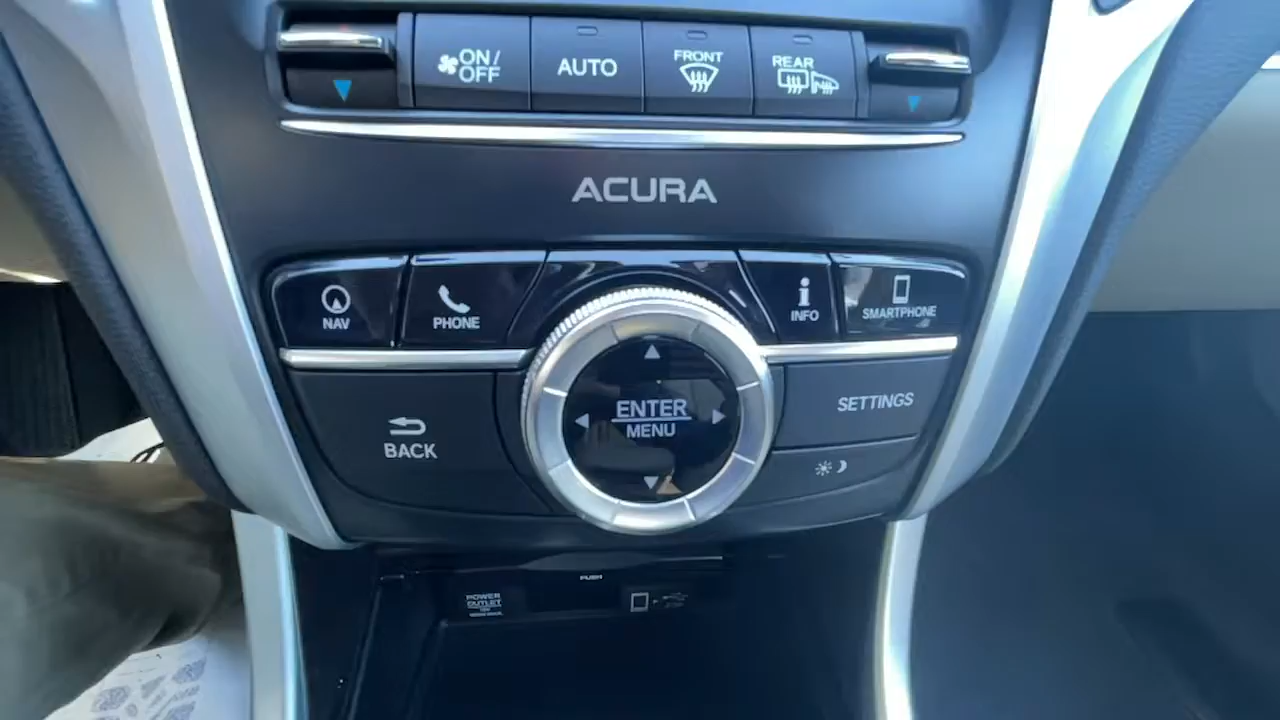 ON/
OFF
AUTO
FRONT
REAR
ACURA
NAV
PHONE
INFO
SMARTPHONE
ENTER
MENU
SETTINGS
BACK
PUSH
POWER
OUTLET